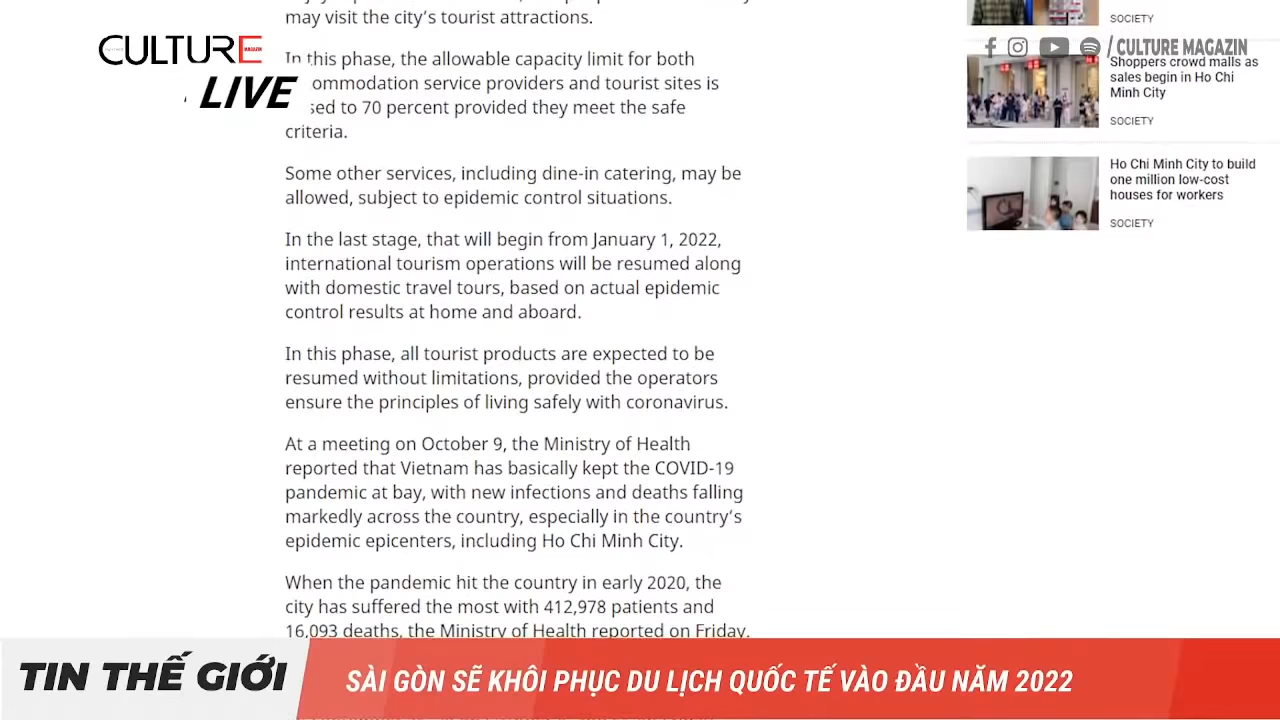 may visit the city's tourist attractions.
In this phase, the allowable capacity limit for both
ommodation service providers and tourist sites is
sed to 70 percent provided they meet the safe
criteria.
Some other services, including dine-in catering, may be
allowed, subject to epidemic control situations.
In the last stage, that will begin from January 1, 2022,
international tourism operations will be resumed along
with domestic travel tours, based on actual epidemic
control results at home and aboard.
In this phase, all tourist products are expected to be
resumed without limitations, provided the operators
ensure the principles of living safely with coronavirus.
At a meeting on October 9, the Ministry of Health
reported that Vietnam has basically kept the COVID-19
pandemic at bay, with new infections and deaths falling
markedly across the country, especially in the country's
epidemic epicenters, including Ho Chi Minh City.
When the pandemic hit the country in early 2020, the
city has suffered the most with 412,978 patients and
16,093 deaths, the Ministry of Health reported on Friday.
CULTURE
MAGAZIN
LIVE
SOCIETY
/ CULTURE MAGAZIN
Shoppers crowd malls as
sales begin in Ho Chi
Minh City
SOCIETY
Ho Chi Minh City to build
one million low-cost
houses for workers
SOCIETY
TIN THẾ GIỚI
SÀI GÒN SẼ KHÔI PHỤC DU LỊCH QUỐC TẾ VÀO ĐẦU NĂM 2022